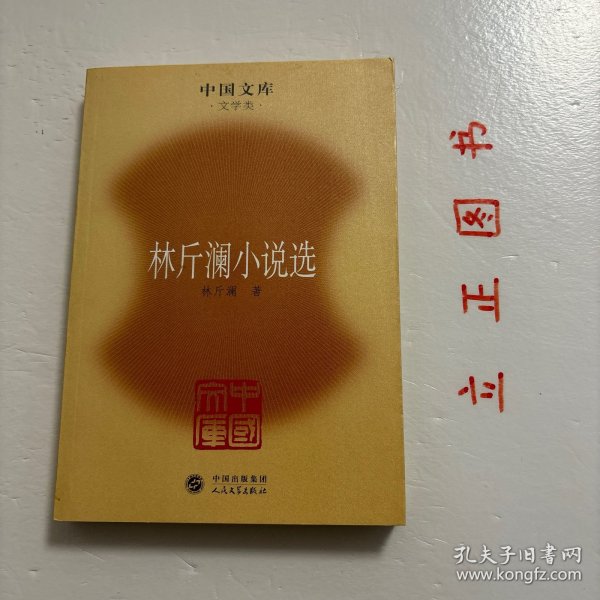 中国文库
·文学类·
林斤澜小说选
林斤澜 著
中國
文庫
中国出版集团
人民文学出版社
立正图书
孔夫子旧书网
www.kongfz.com